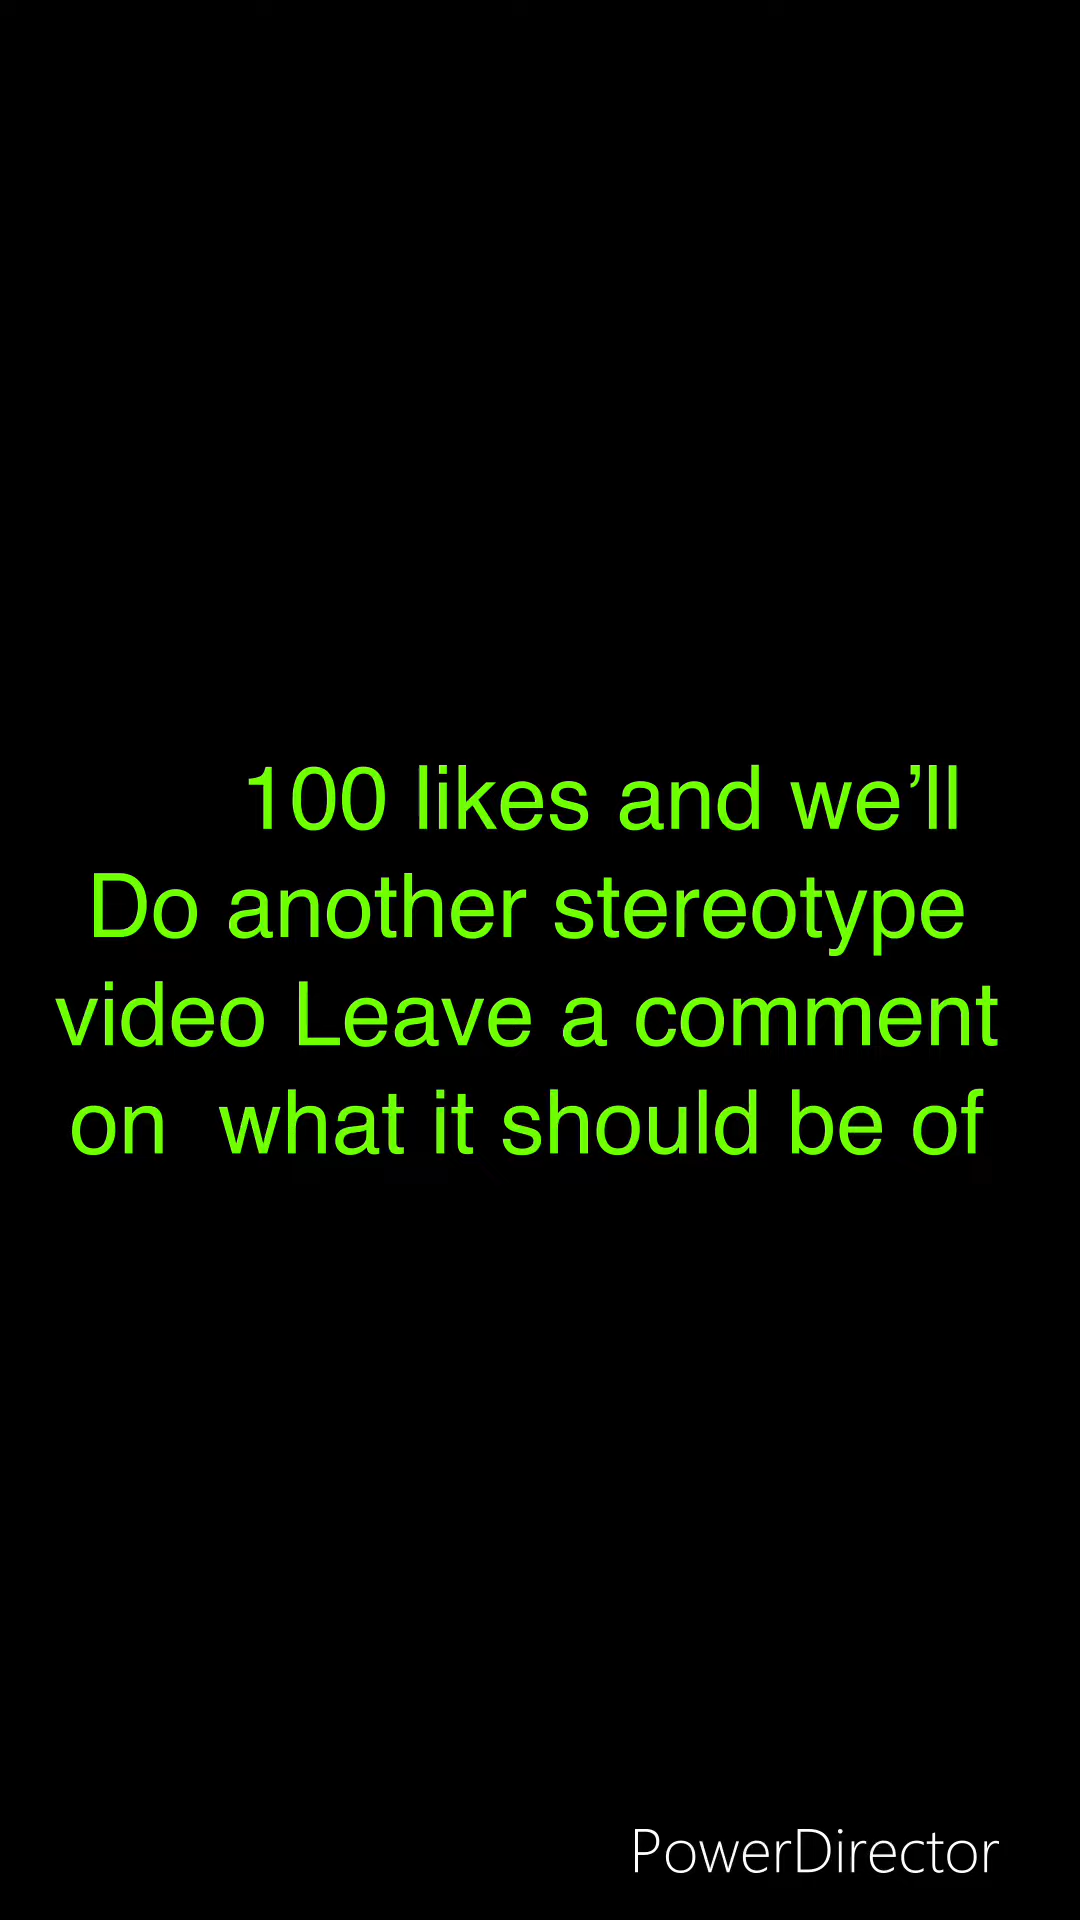 100 likes and we’ll
Do another stereotype
video Leave a comment
on  what it should be of
PowerDirector